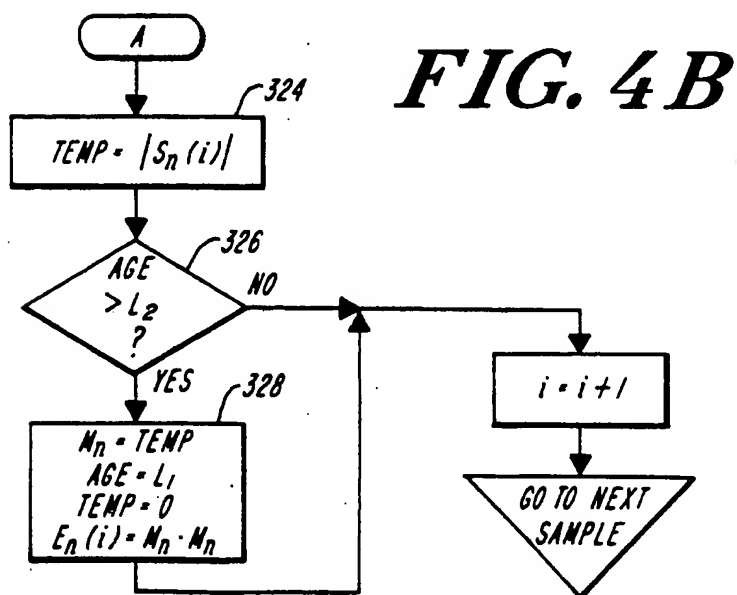 A
FIG. 4B
324
TEMP = |Sn(i)|
326
AGE
> L2
?
NO
YES
328
Mn = TEMP
AGE = L1
TEMP = 0
En(i) = Mn · Mn
i = i+1
GO TO NEXT
SAMPLE